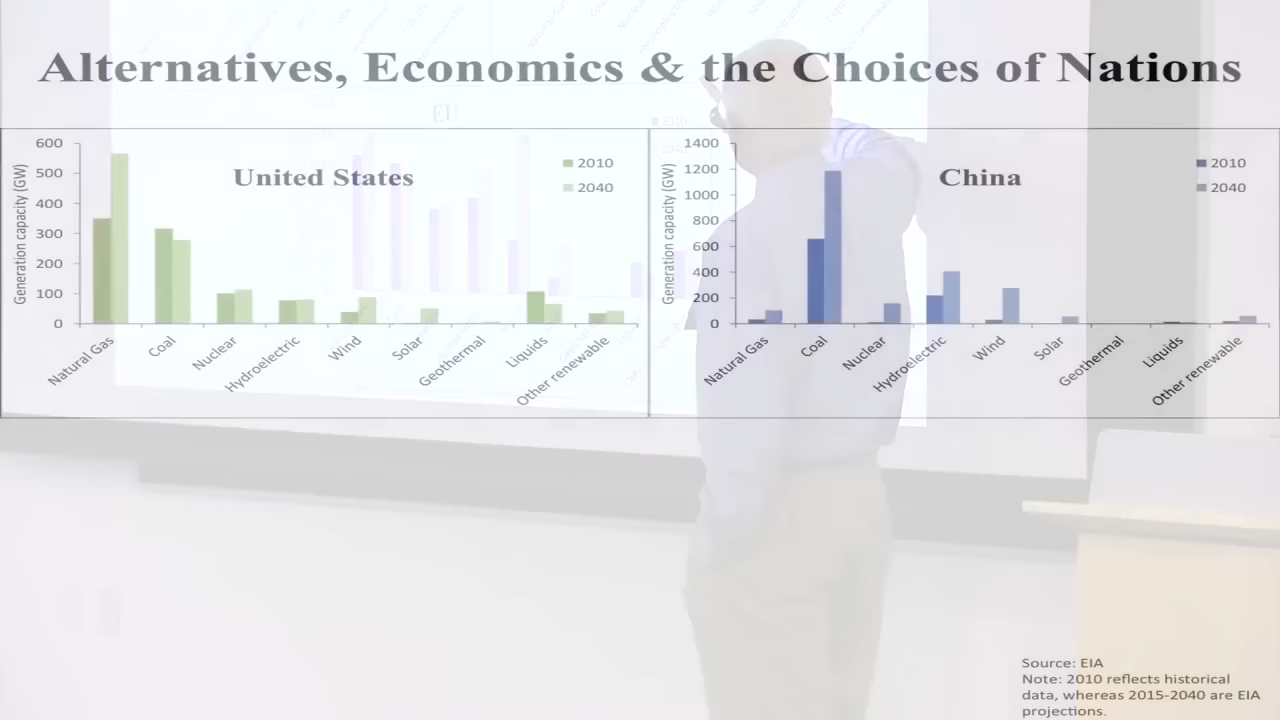 Alternatives, Economics & the Choices of Nations
EU
United States
Generation capacity (GW)
600
500
400
300
200
100
0
2010
2040
Natural Gas
Coal
Nuclear
Hydroelectric
Wind
Solar
Geothermal
Liquids
Other renewable
China
Generation capacity (GW)
1400
1200
1000
800
600
400
200
0
2010
2040
Natural Gas
Coal
Nuclear
Hydroelectric
Wind
Solar
Geothermal
Liquids
Other renewable
Source: EIA
Note: 2010 reflects historical
data, whereas 2015-2040 are EIA
projections.